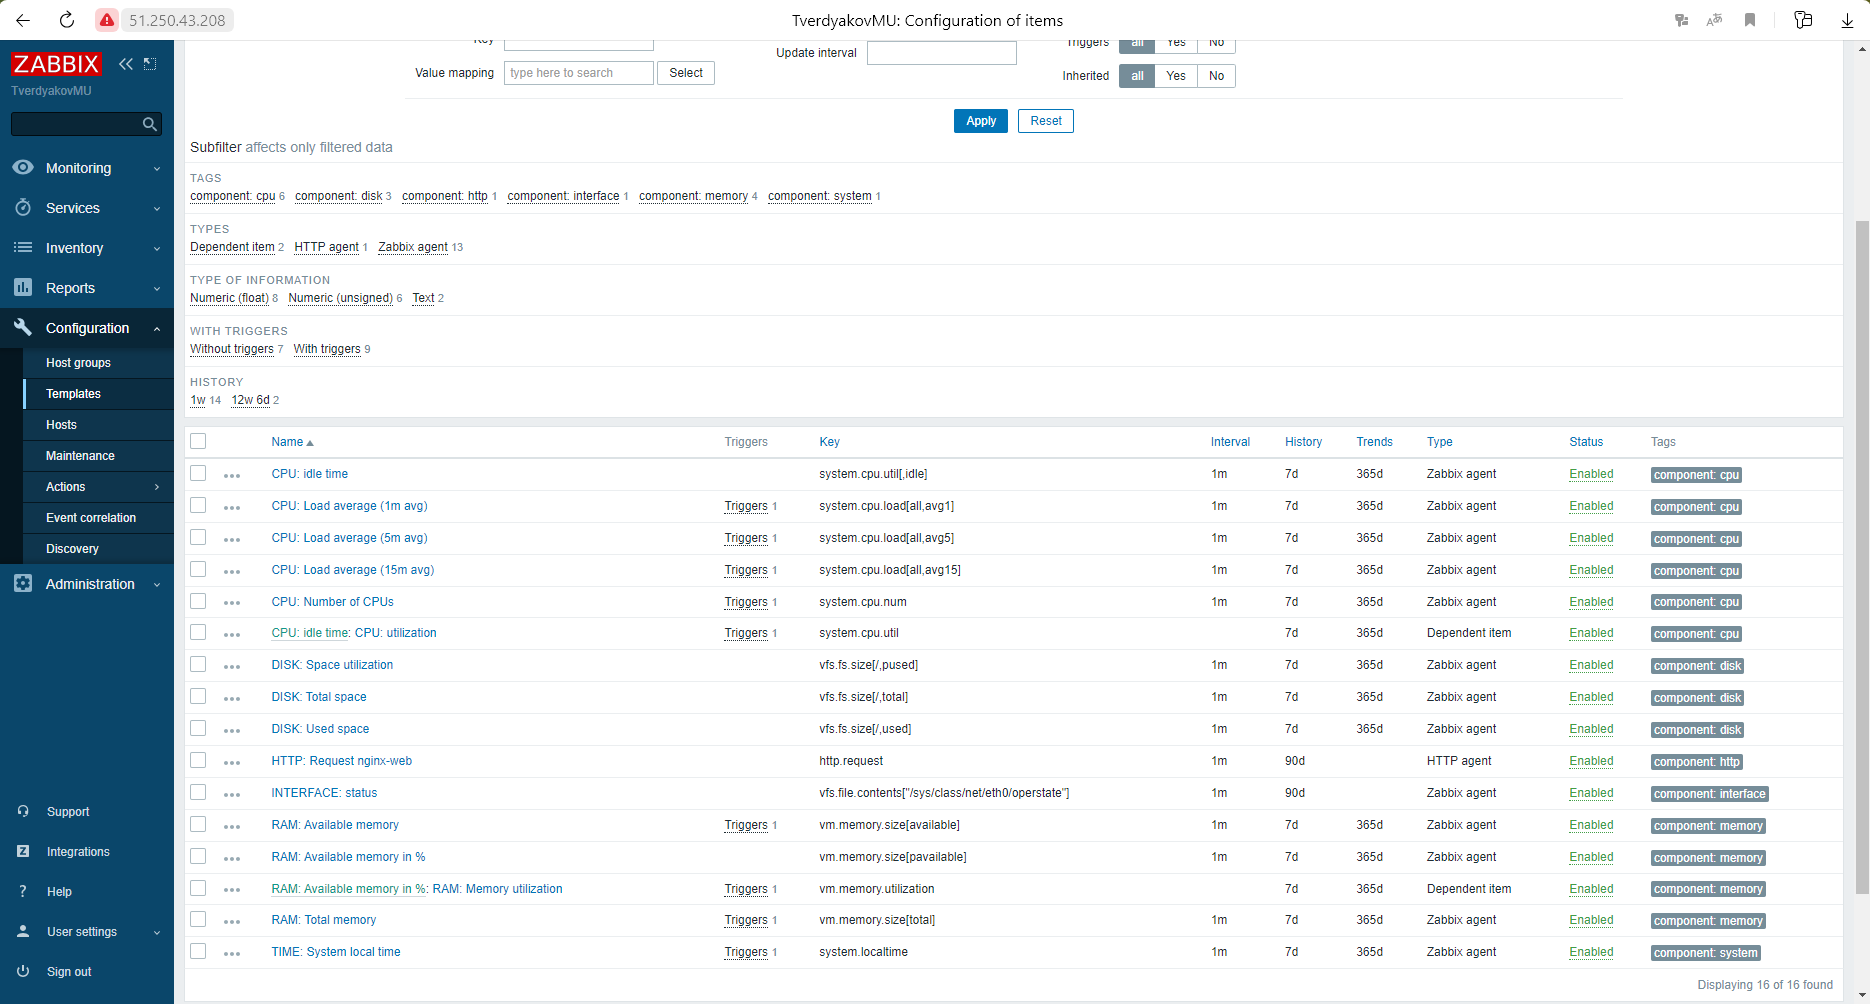 51.250.43.208
TverdyakovMU: Configuration of items
ZABBIX
TverdyakovMU
Monitoring
Services
Inventory
Reports
Configuration
Host groups
Templates
Hosts
Maintenance
Actions
Event correlation
Discovery
Administration
Support
Integrations
Help
User settings
Sign out
Key
Update interval
Triggers all Yes No
Value mapping type here to search Select
Inherited all Yes No
Apply Reset
Subfilter affects only filtered data
TAGS
component: cpu 6 component: disk 3 component: http 1 component: interface 1 component: memory 4 component: system 1
TYPES
Dependent item 2 HTTP agent 1 Zabbix agent 13
TYPE OF INFORMATION
Numeric (float) 8 Numeric (unsigned) 6 Text 2
WITH TRIGGERS
Without triggers 7 With triggers 9
HISTORY
1w 14 12w 6d 2
Name Triggers Key Interval History Trends Type Status Tags
CPU: idle time system.cpu.util[,idle] 1m 7d 365d Zabbix agent Enabled component: cpu
CPU: Load average (1m avg) Triggers 1 system.cpu.load[all,avg1] 1m 7d 365d Zabbix agent Enabled component: cpu
CPU: Load average (5m avg) Triggers 1 system.cpu.load[all,avg5] 1m 7d 365d Zabbix agent Enabled component: cpu
CPU: Load average (15m avg) Triggers 1 system.cpu.load[all,avg15] 1m 7d 365d Zabbix agent Enabled component: cpu
CPU: Number of CPUs Triggers 1 system.cpu.num 1m 7d 365d Zabbix agent Enabled component: cpu
CPU: idle time: CPU: utilization Triggers 1 system.cpu.util 7d 365d Dependent item Enabled component: cpu
DISK: Space utilization vfs.fs.size[/,pused] 1m 7d 365d Zabbix agent Enabled component: disk
DISK: Total space vfs.fs.size[/,total] 1m 7d 365d Zabbix agent Enabled component: disk
DISK: Used space vfs.fs.size[/,used] 1m 7d 365d Zabbix agent Enabled component: disk
HTTP: Request nginx-web http.request 1m 90d HTTP agent Enabled component: http
INTERFACE: status vfs.file.contents["/sys/class/net/eth0/operstate"] 1m 90d Zabbix agent Enabled component: interface
RAM: Available memory Triggers 1 vm.memory.size[available] 1m 7d 365d Zabbix agent Enabled component: memory
RAM: Available memory in % vm.memory.size[pavailable] 1m 7d 365d Zabbix agent Enabled component: memory
RAM: Available memory in %: RAM: Memory utilization Triggers 1 vm.memory.utilization 7d 365d Dependent item Enabled component: memory
RAM: Total memory Triggers 1 vm.memory.size[total] 1m 7d 365d Zabbix agent Enabled component: memory
TIME: System local time Triggers 1 system.localtime 1m 7d 365d Zabbix agent Enabled component: system
Displaying 16 of 16 found